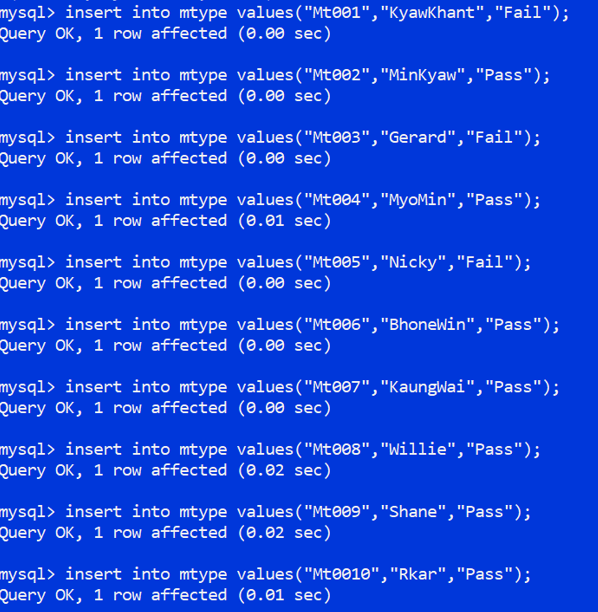 mysql> insert into mtype values("Mt001","KyawKhant","Fail");
Query OK, 1 row affected (0.00 sec)
mysql> insert into mtype values("Mt002","MinKyaw","Pass");
Query OK, 1 row affected (0.00 sec)
mysql> insert into mtype values("Mt003","Gerard","Fail");
Query OK, 1 row affected (0.00 sec)
mysql> insert into mtype values("Mt004","MyoMin","Pass");
Query OK, 1 row affected (0.01 sec)
mysql> insert into mtype values("Mt005","Nicky","Fail");
Query OK, 1 row affected (0.00 sec)
mysql> insert into mtype values("Mt006","BhoneWin","Pass");
Query OK, 1 row affected (0.00 sec)
mysql> insert into mtype values("Mt007","KaungWai","Pass");
Query OK, 1 row affected (0.00 sec)
mysql> insert into mtype values("Mt008","Willie","Pass");
Query OK, 1 row affected (0.02 sec)
mysql> insert into mtype values("Mt009","Shane","Pass");
Query OK, 1 row affected (0.02 sec)
mysql> insert into mtype values("Mt0010","Rkar","Pass");
Query OK, 1 row affected (0.01 sec)